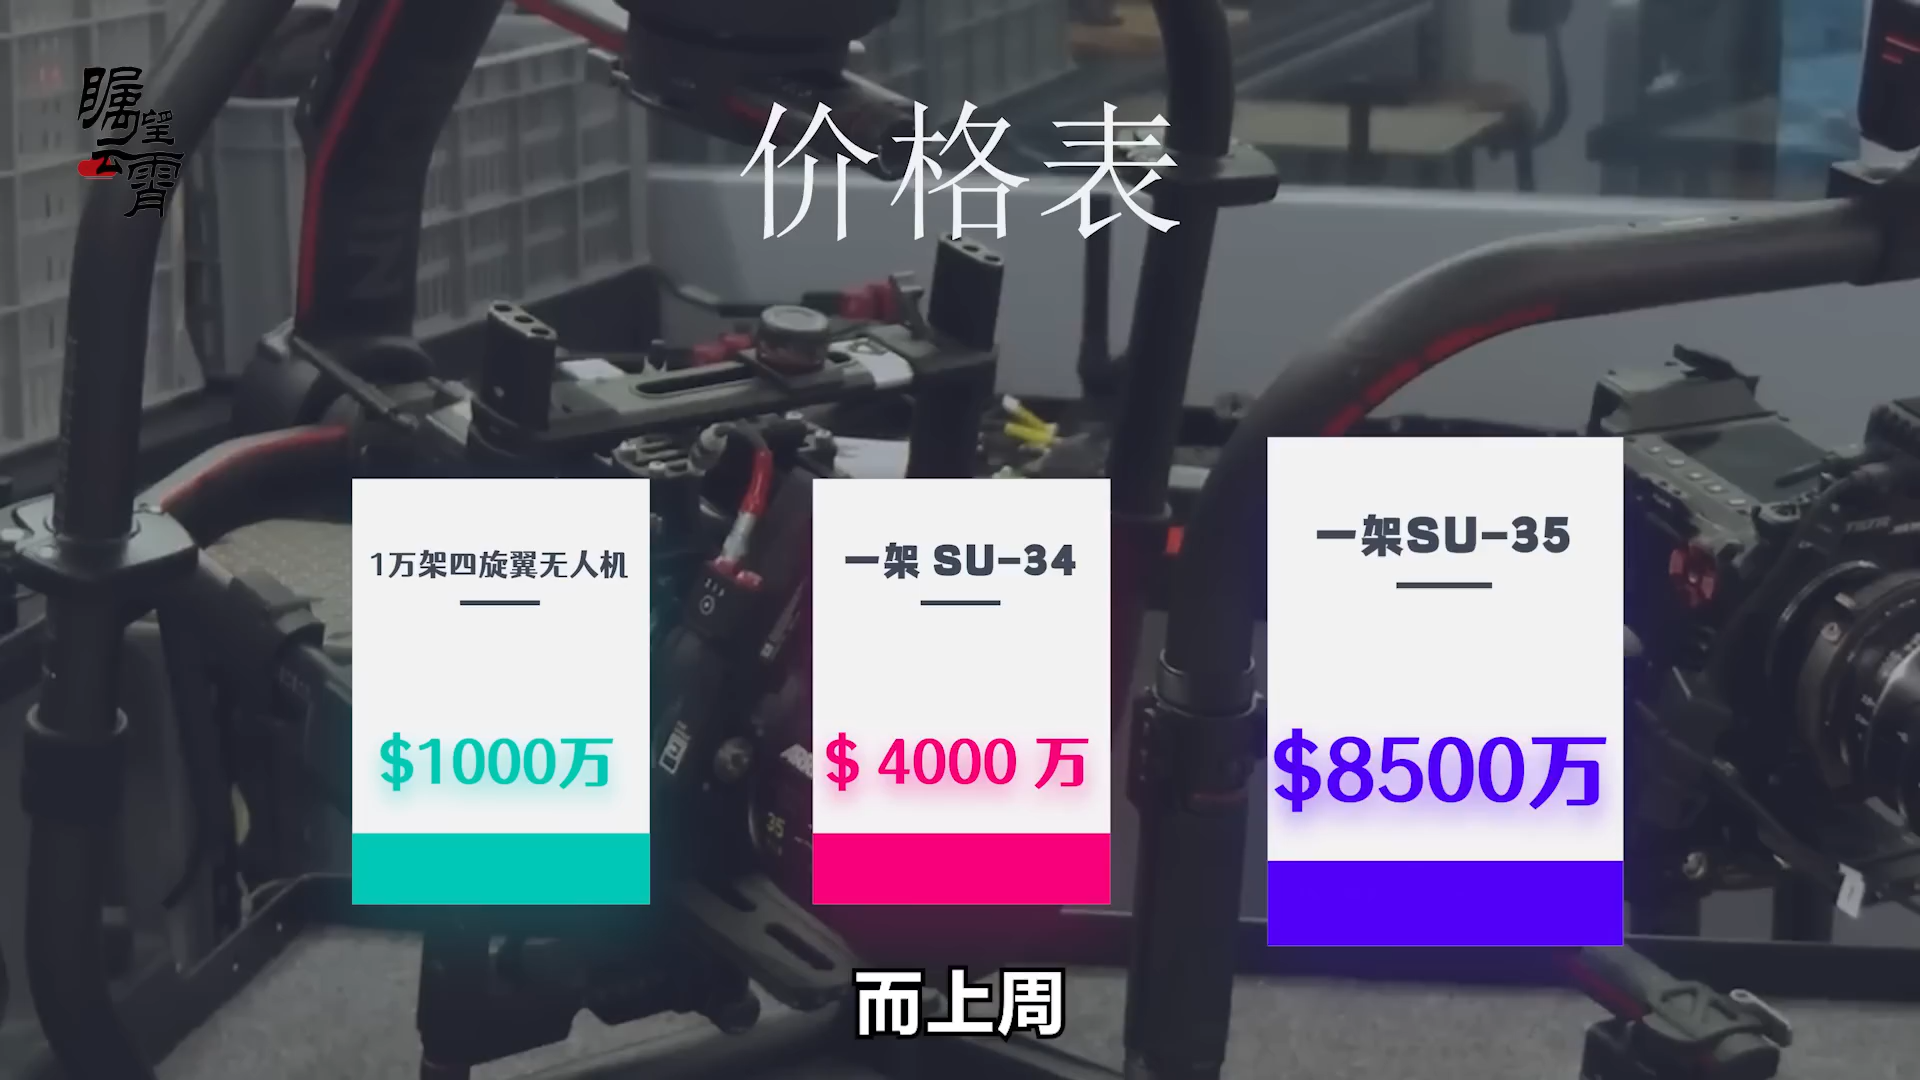 瞩望云霄
价格表
1万架四旋翼无人机
$1000万
一架 SU-34
$ 4000 万
一架SU-35
$8500万
35
而上周